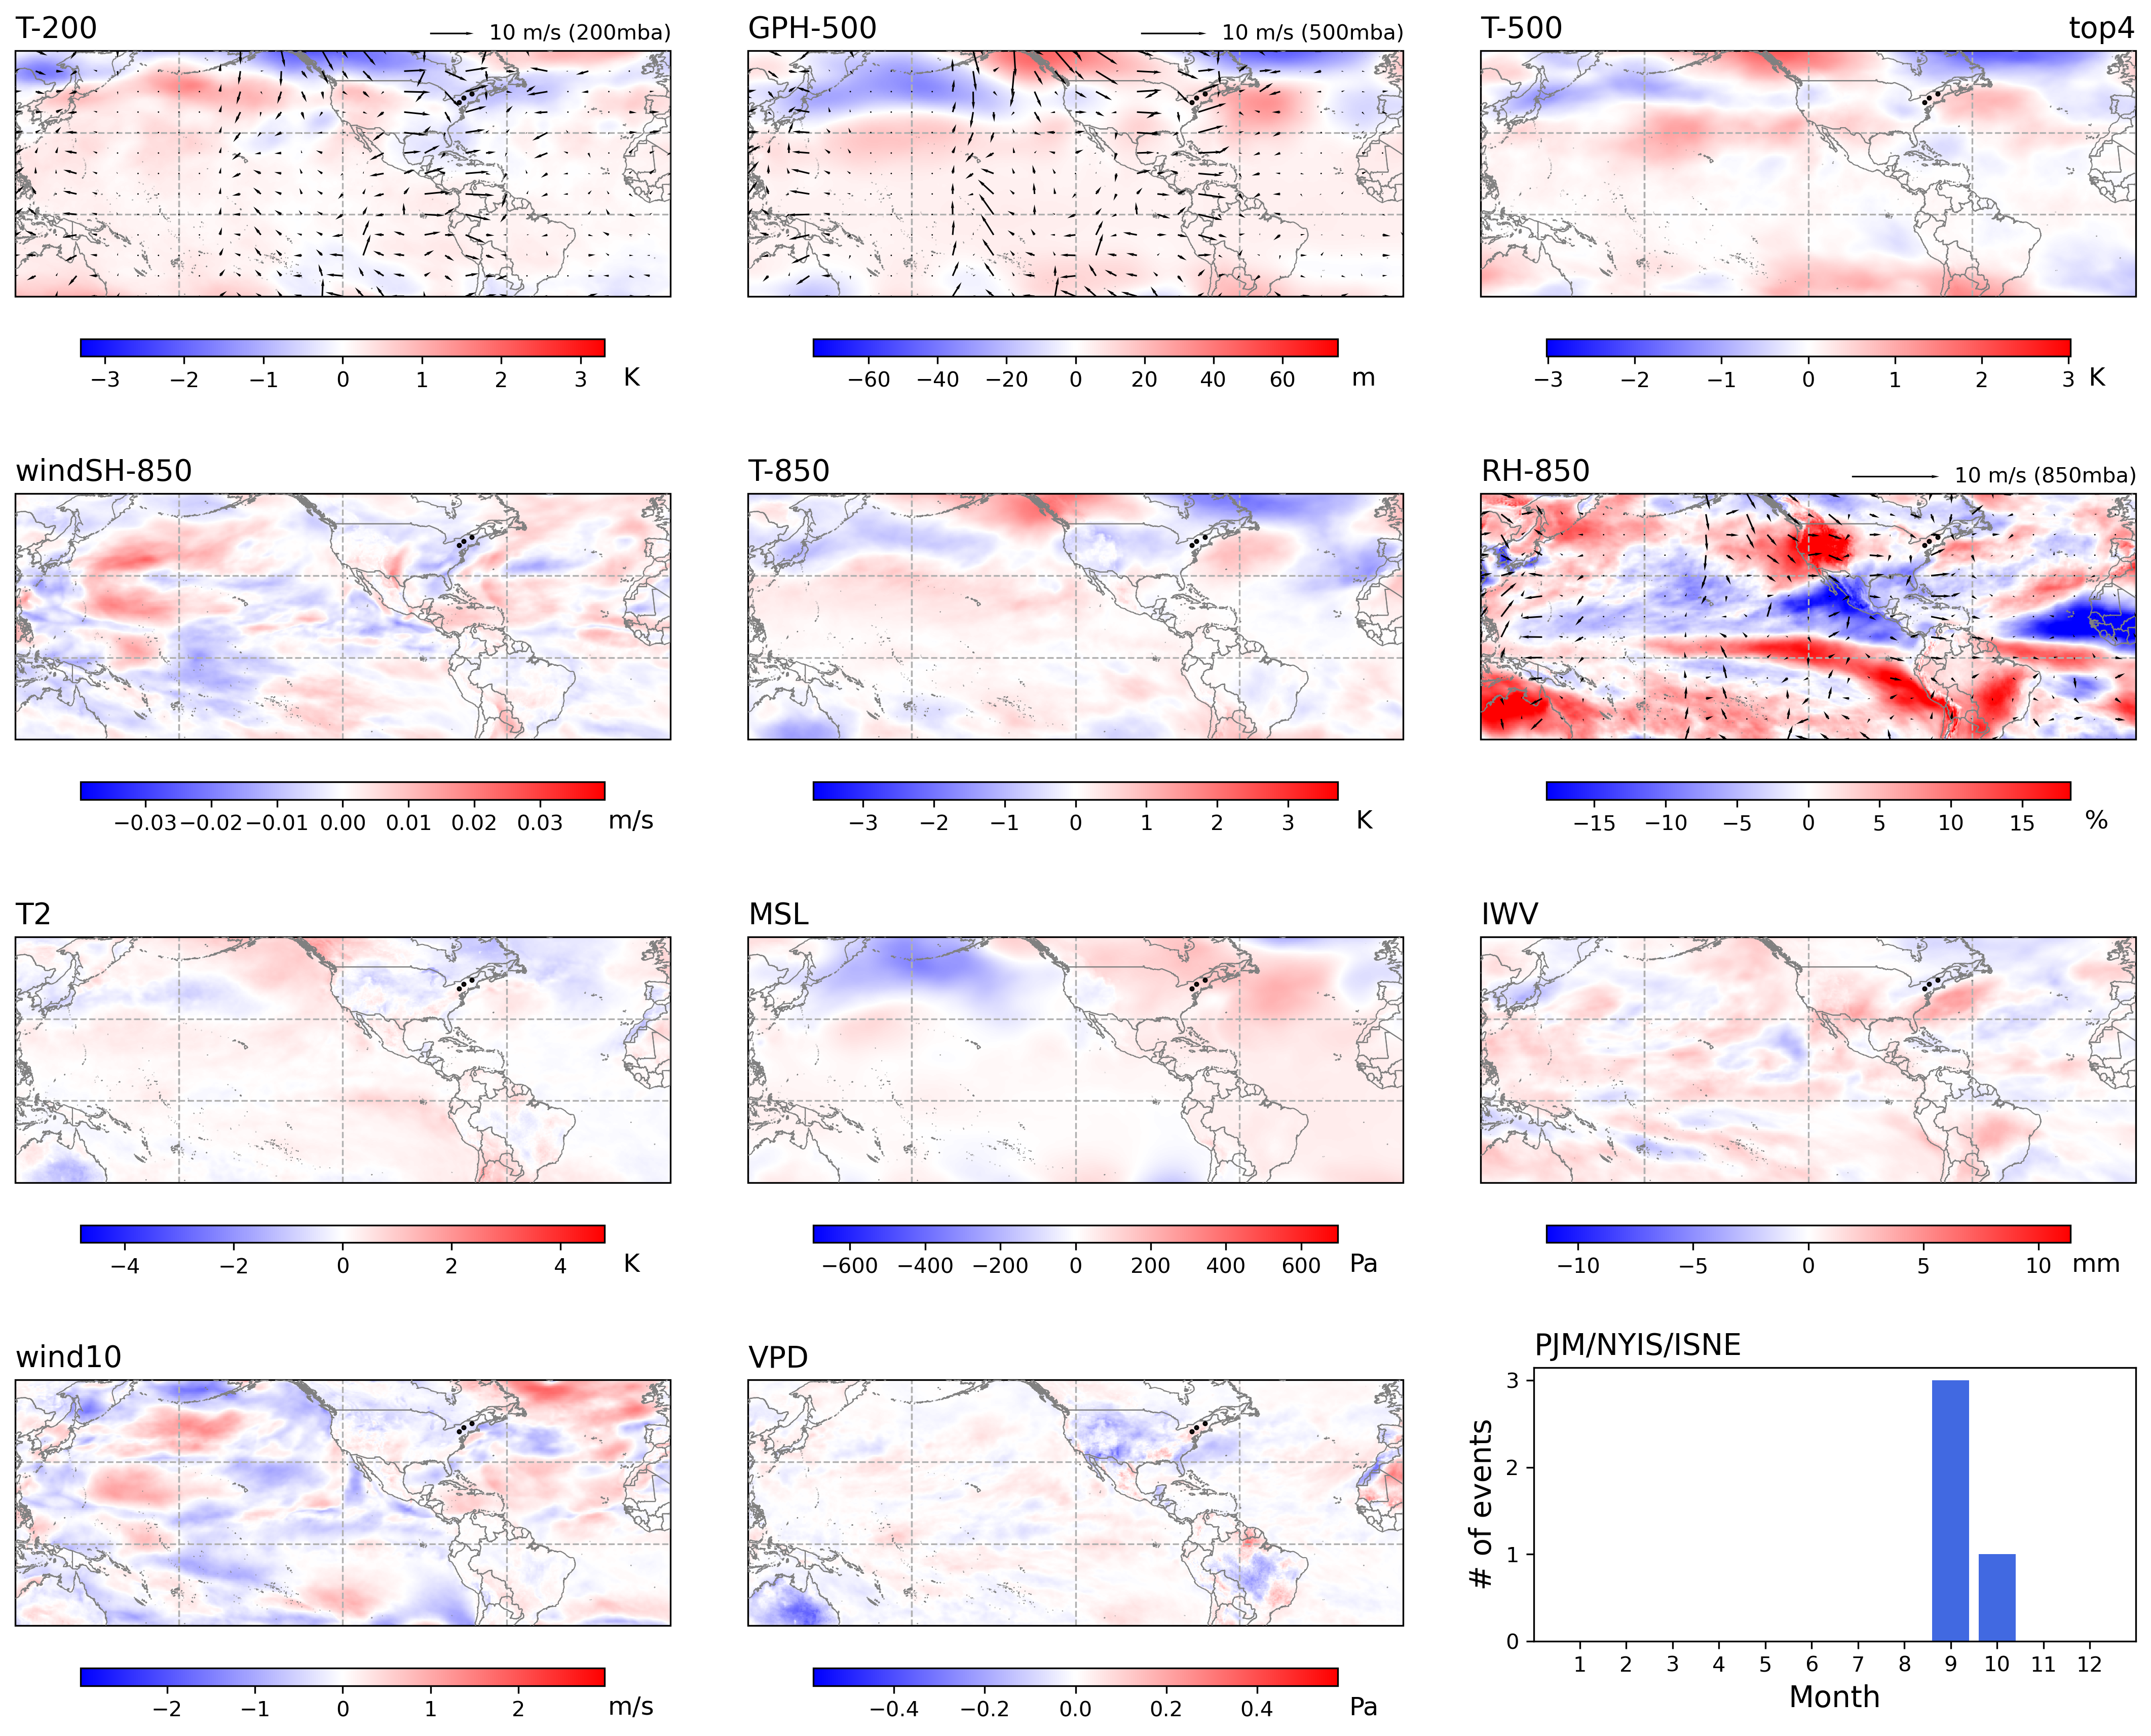 T-200
10 m/s (200mba)
GPH-500
10 m/s (500mba)
T-500
top4
−3 −2 −1 0 1 2 3 K
−60 −40 −20 0 20 40 60 m
−3 −2 −1 0 1 2 3 K
windSH-850
T-850
RH-850
10 m/s (850mba)
−0.03 −0.02 −0.01 0.00 0.01 0.02 0.03 m/s
−3 −2 −1 0 1 2 3 K
−15 −10 −5 0 5 10 15 %
T2
MSL
IWV
−4 −2 0 2 4 K
−600 −400 −200 0 200 400 600 Pa
−10 −5 0 5 10 mm
wind10
VPD
PJM/NYIS/ISNE
3
2
1
0
# of events
1 2 3 4 5 6 7 8 9 10 11 12
Month
−2 −1 0 1 2 m/s
−0.4 −0.2 0.0 0.2 0.4 Pa